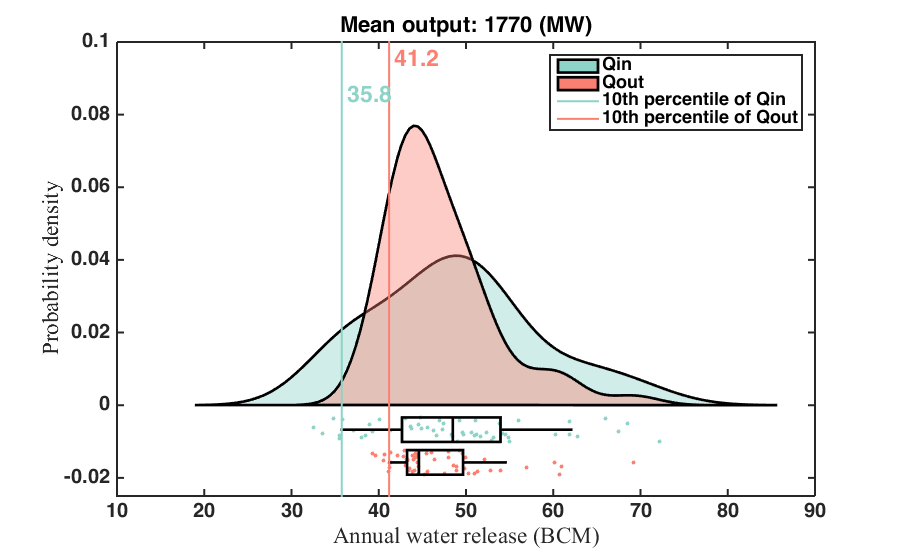 Mean output: 1770 (MW)
0.1
0.08
0.06
0.04
0.02
0
-0.02
Probability density
41.2
35.8
Qin
Qout
10th percentile of Qin
10th percentile of Qout
10 20 30 40 50 60 70 80 90
Annual water release (BCM)